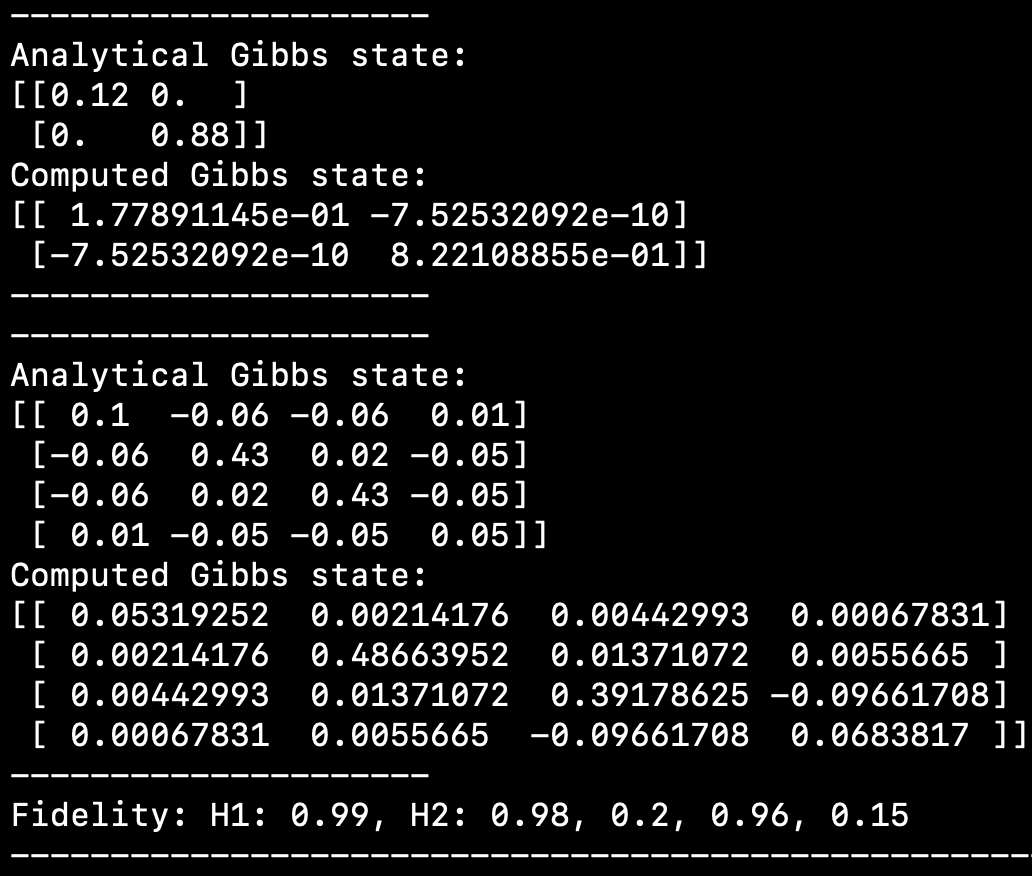 ---------------------
Analytical Gibbs state:
[[0.12 0.  ]
 [0.   0.88]]
Computed Gibbs state:
[[ 1.77891145e-01 -7.52532092e-10]
 [-7.52532092e-10  8.22108855e-01]]
---------------------
---------------------
Analytical Gibbs state:
[[ 0.1  -0.06 -0.06  0.01]
 [-0.06  0.43  0.02 -0.05]
 [-0.06  0.02  0.43 -0.05]
 [ 0.01 -0.05 -0.05  0.05]]
Computed Gibbs state:
[[ 0.05319252  0.00214176  0.00442993  0.00067831]
 [ 0.00214176  0.48663952  0.01371072  0.0055665 ]
 [ 0.00442993  0.01371072  0.39178625 -0.09661708]
 [ 0.00067831  0.0055665  -0.09661708  0.0683817 ]]
---------------------
Fidelity: H1: 0.99, H2: 0.98, 0.2, 0.96, 0.15
---------------------------------------------------